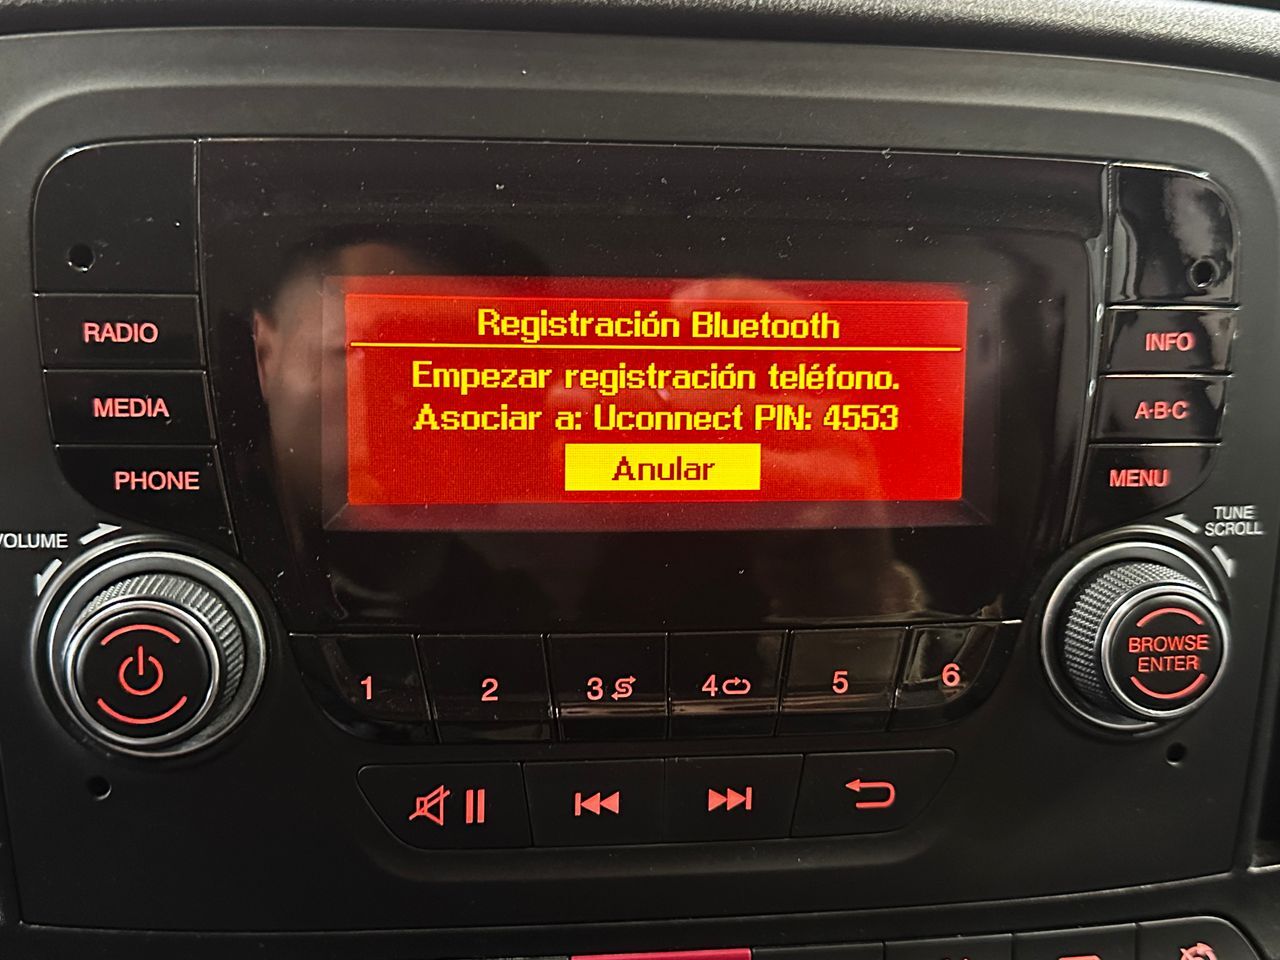 Registración Bluetooth
Empezar registración teléfono.
Asociar a: Uconnect PIN: 4553
Anular
RADIO
MEDIA
PHONE
VOLUME
INFO
A·B·C
MENU
TUNE
SCROLL
BROWSE
ENTER
1 2 3 4 5 6